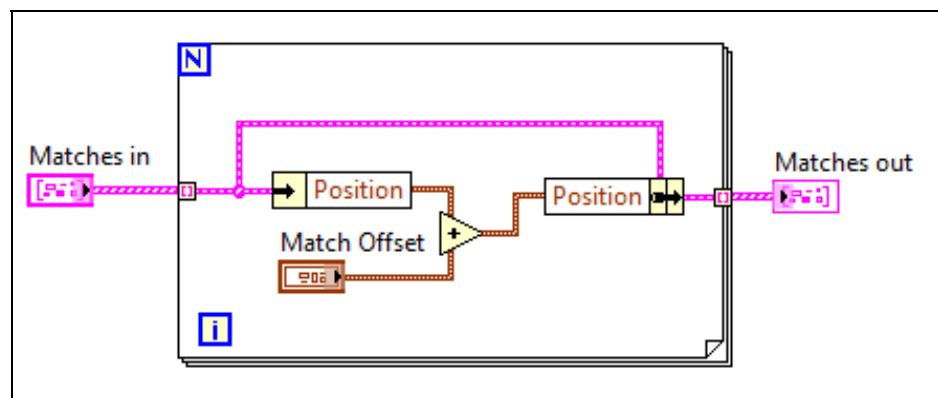 N
Matches in
Position
Position
Matches out
Match Offset
+
i